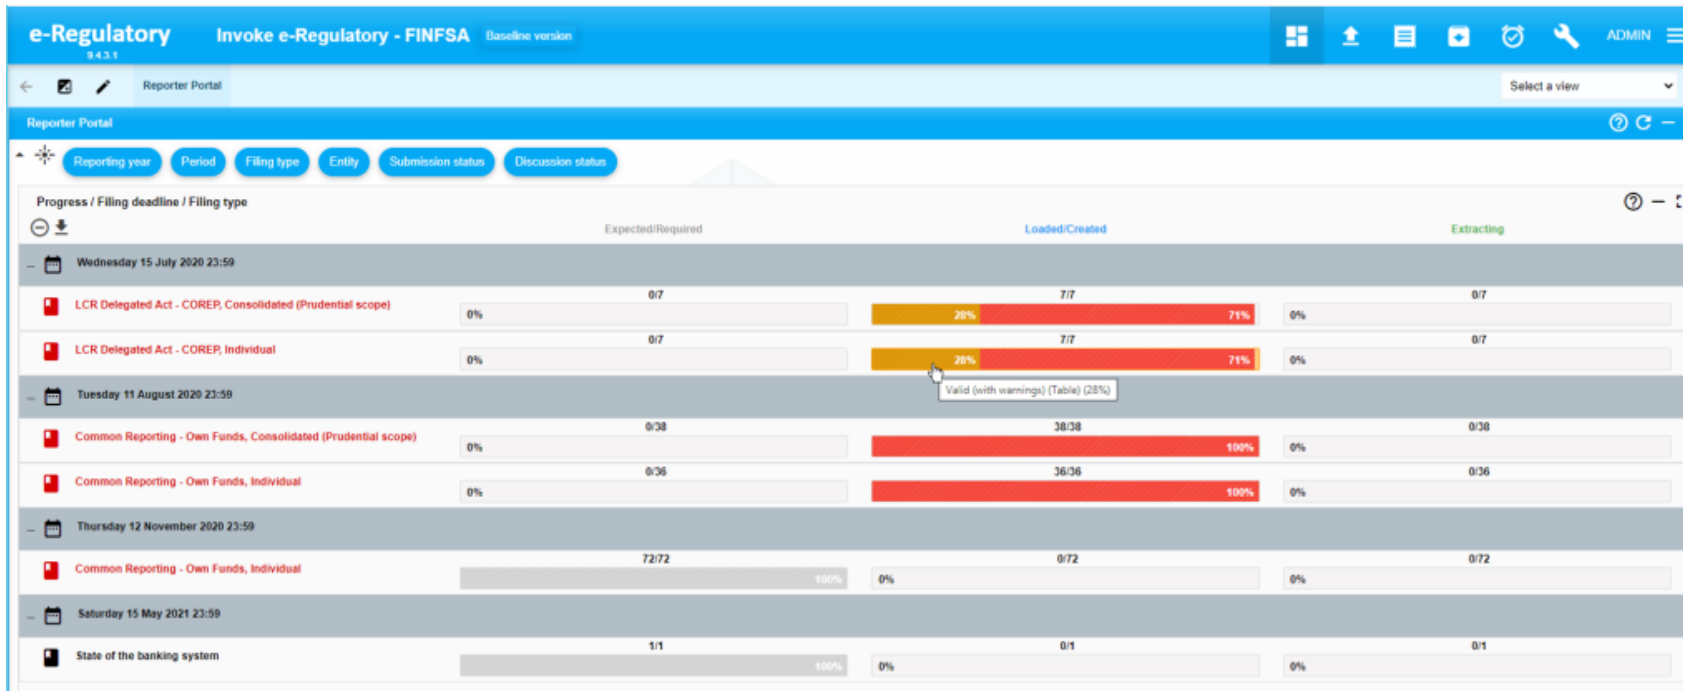 e-Regulatory Invoke e-Regulatory - FINFSA Baseline version ADMIN
9.4.3.1
Reporter Portal Select a view
Reporter Portal
Reporting year Period Filing type Entity Submission status Discussion status
Progress / Filing deadline / Filing type
Expected/Required Loaded/Created Extracting
Wednesday 15 July 2020 23:59
0/7 7/7 0/7
LCR Delegated Act - COREP, Consolidated (Prudential scope)
0% 28% 71% 0%
0/7 7/7 0/7
LCR Delegated Act - COREP, Individual
0% 28% 71% 0%
Valid (with warnings) (Table) (28%)
Tuesday 11 August 2020 23:59
0/38 38/38 0/38
Common Reporting - Own Funds, Consolidated (Prudential scope)
0% 100% 0%
0/36 36/36 0/36
Common Reporting - Own Funds, Individual
0% 100% 0%
Thursday 12 November 2020 23:59
72/72 0/72 0/72
Common Reporting - Own Funds, Individual
100% 0% 0%
Saturday 15 May 2021 23:59
1/1 0/1 0/1
State of the banking system
100% 0% 0%